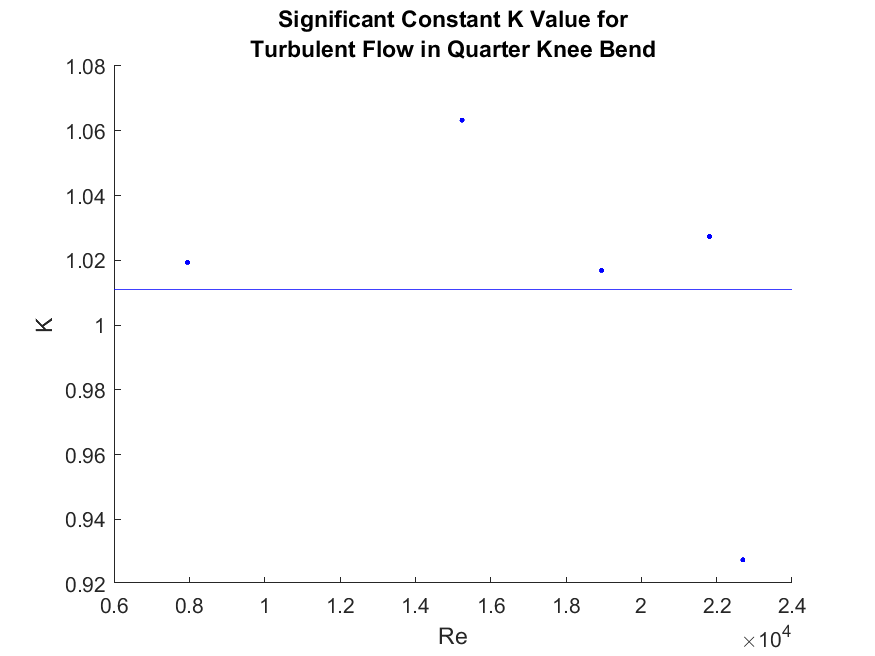 Significant Constant K Value for
Turbulent Flow in Quarter Knee Bend
1.08
1.06
1.04
1.02
1
0.98
0.96
0.94
0.92
K
0.6 0.8 1 1.2 1.4 1.6 1.8 2 2.2 2.4
Re
×10⁴